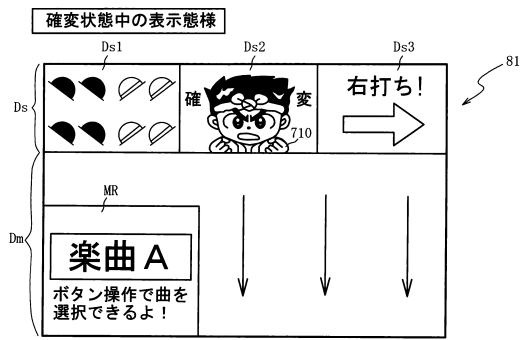 確変状態中の表示態様
Ds1
Ds2
Ds3
81
Ds
確
変
右打ち!
710
MR
Dm
楽曲A
ボタン操作で曲を
選択できるよ!